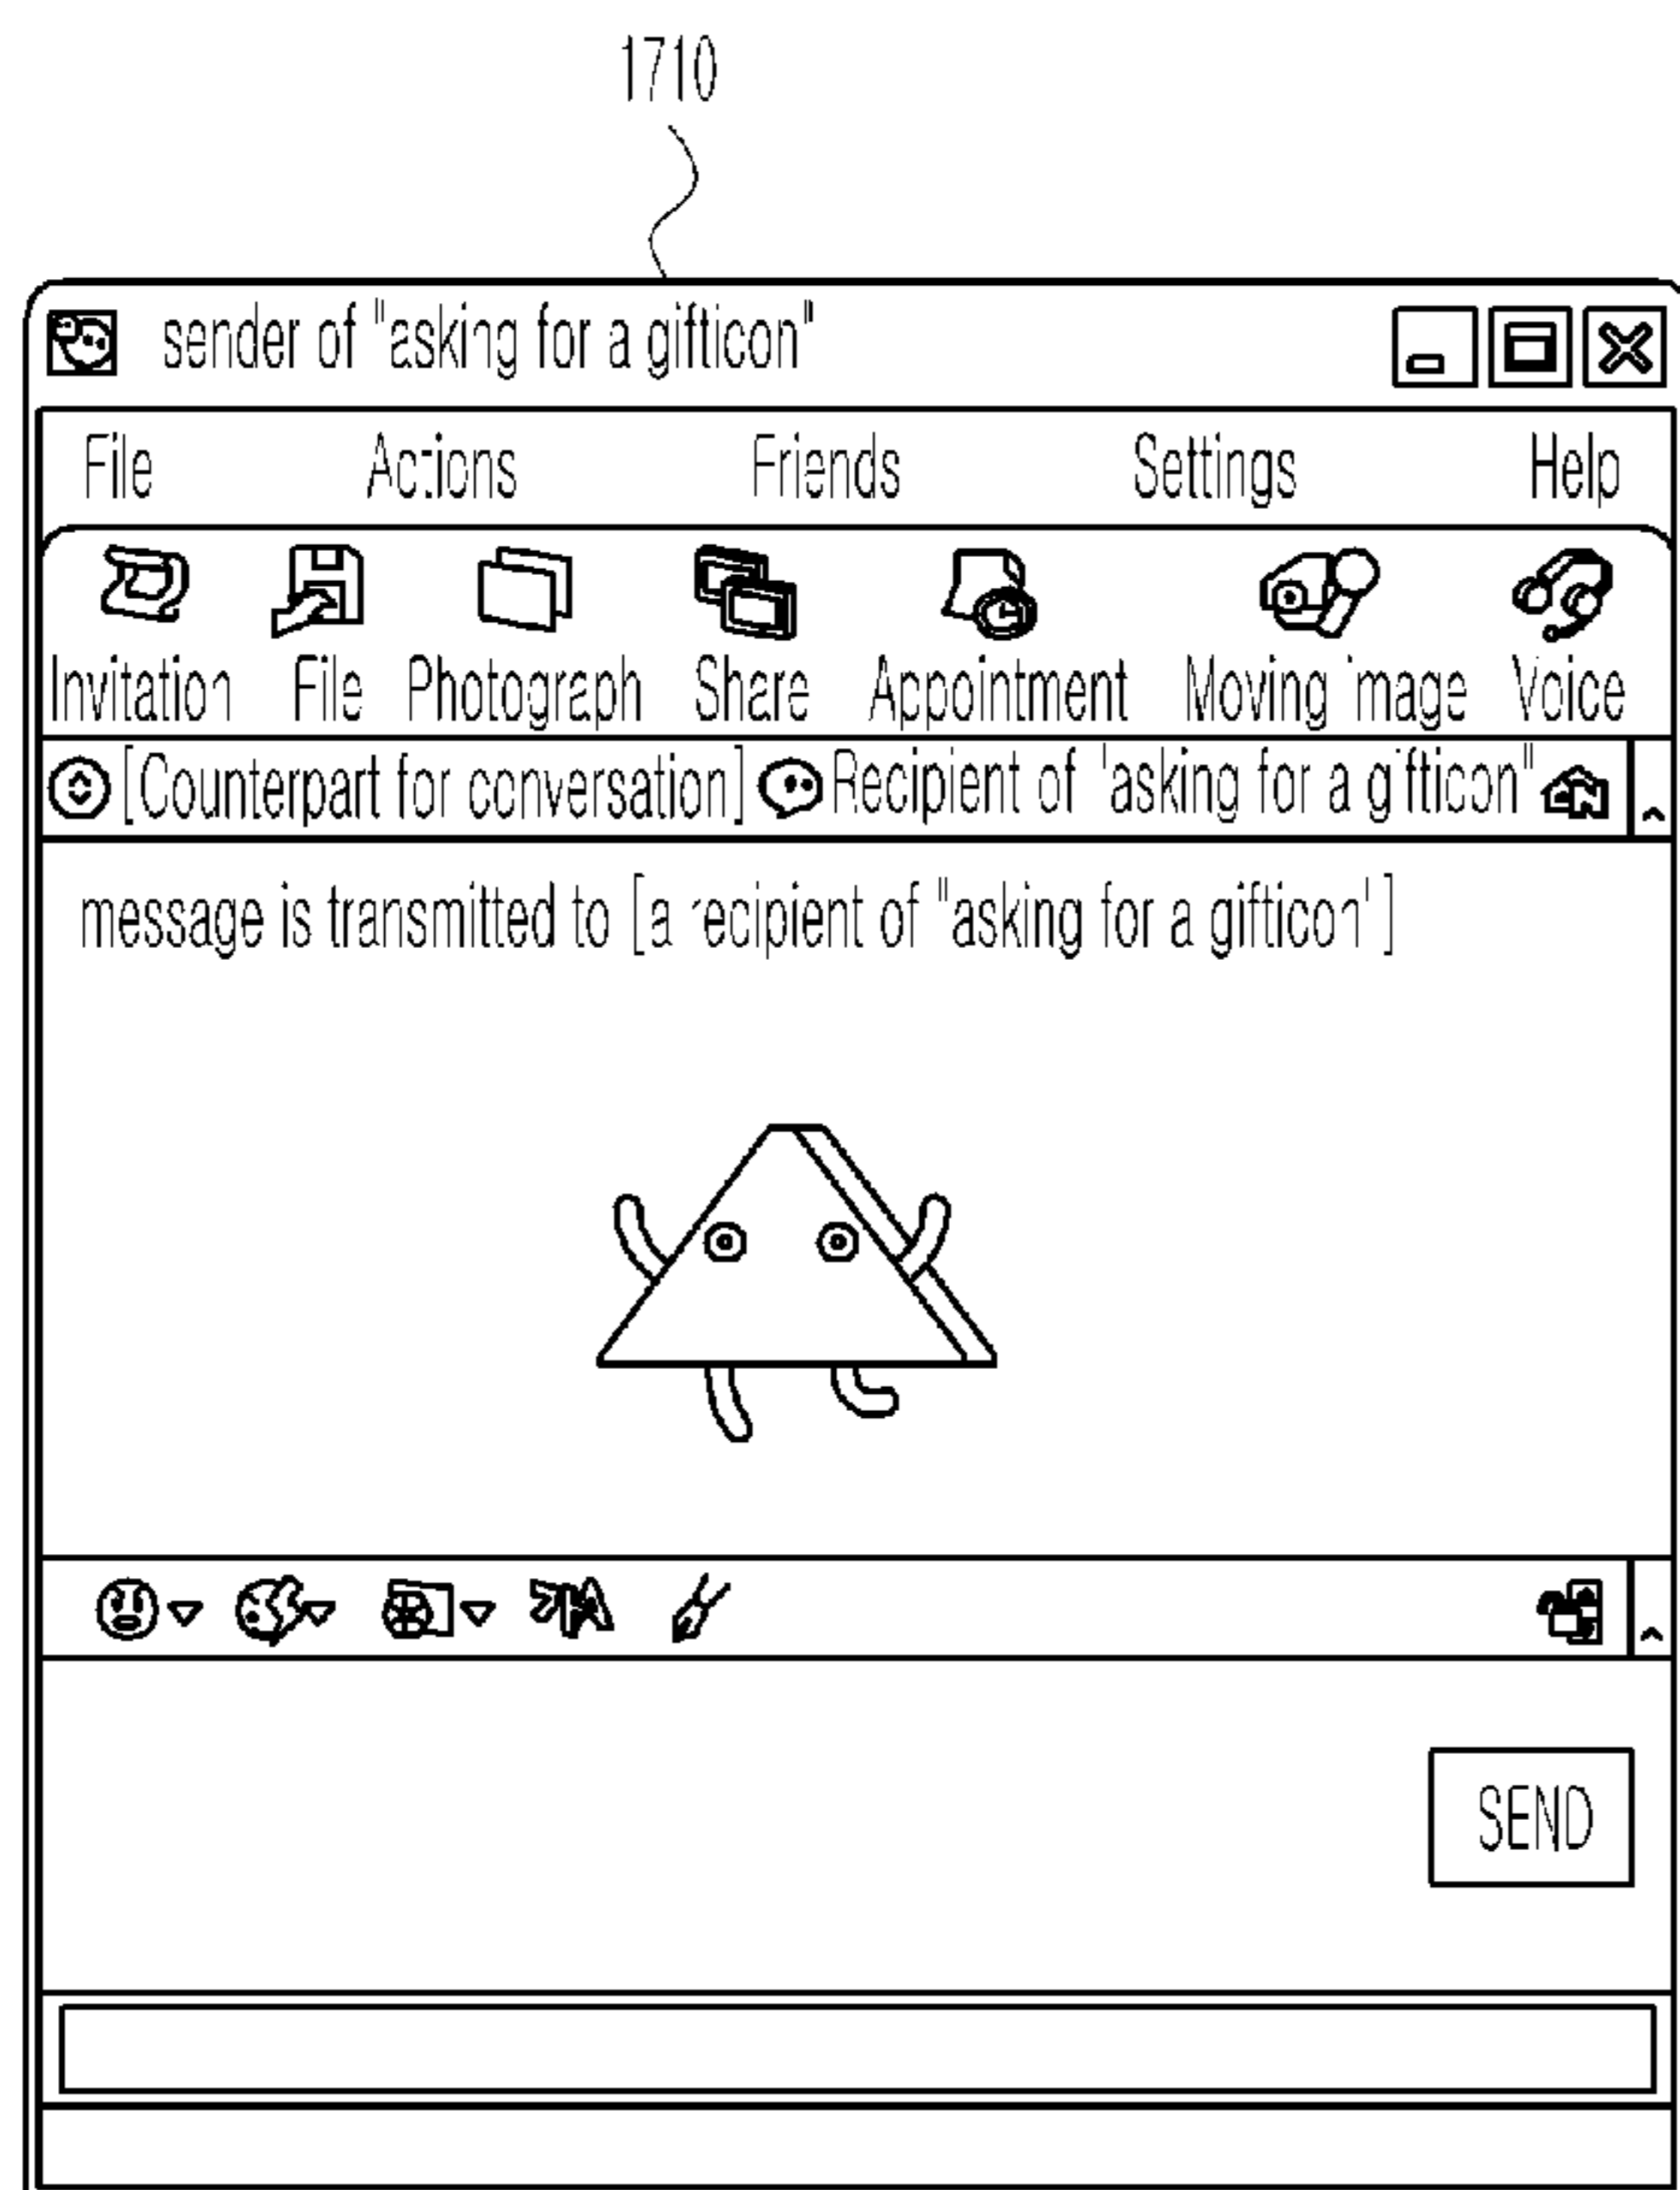 1710
sender of "asking for a gifticon"
File Actions Friends Settings Help
Invitation File Photograph Share Appointment Moving image Voice
[Counterpart for conversation] Recipient of "asking for a gifticon"
message is transmitted to [a recipient of "asking for a gifticon"]
SEND